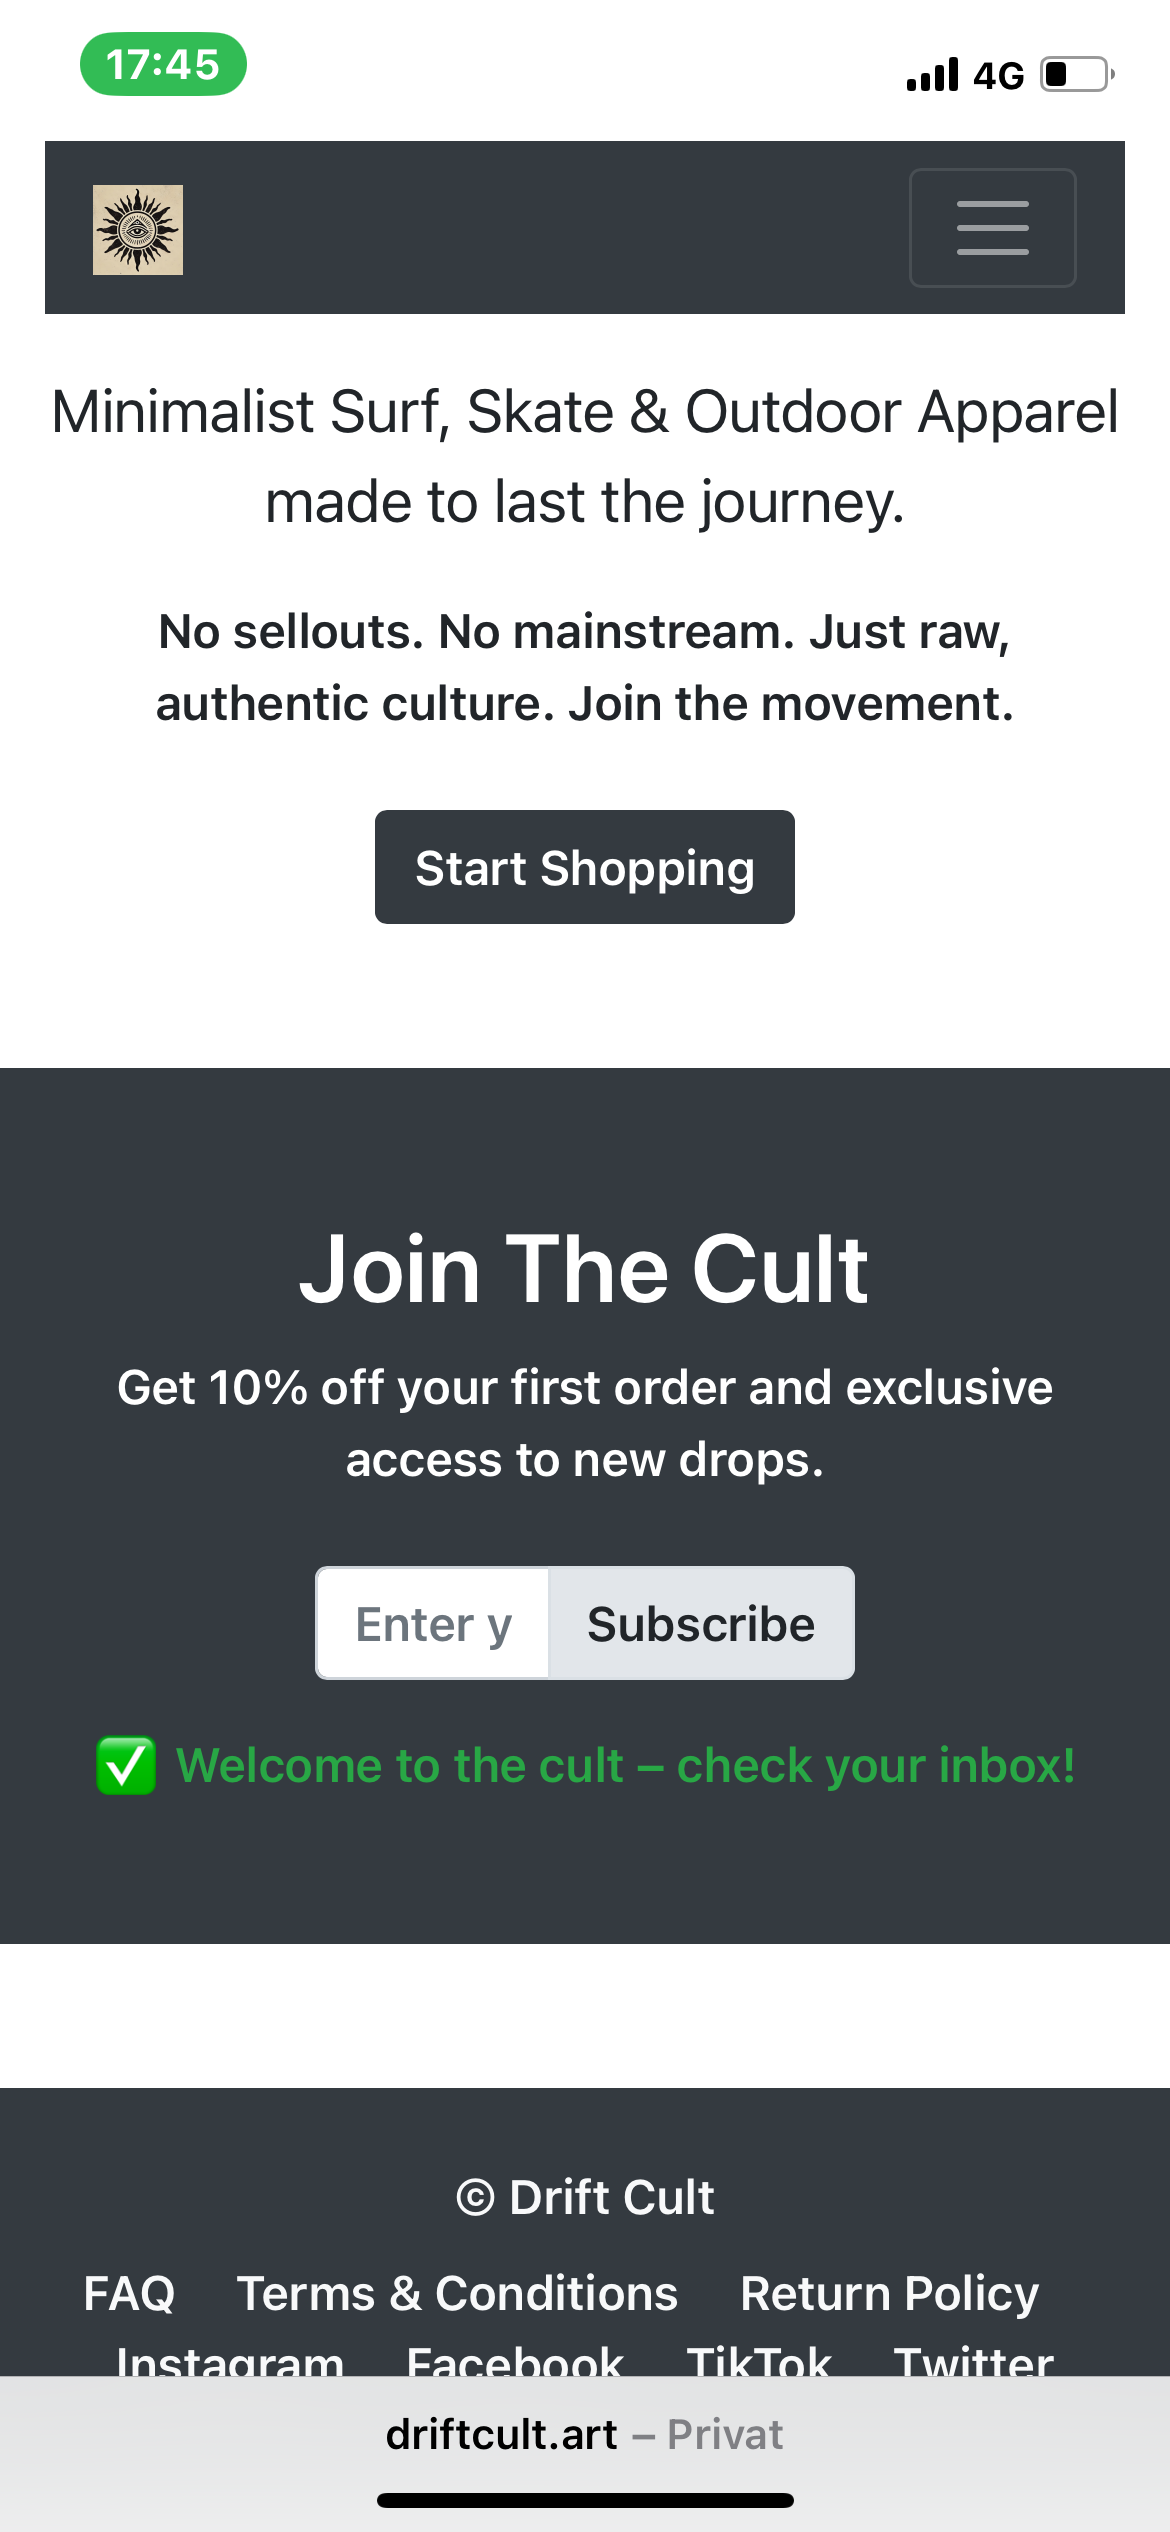 17:45
4G
Minimalist Surf, Skate & Outdoor Apparel
made to last the journey.
No sellouts. No mainstream. Just raw,
authentic culture. Join the movement.
Start Shopping
Join The Cult
Get 10% off your first order and exclusive
access to new drops.
Enter y
Subscribe
✅ Welcome to the cult – check your inbox!
© Drift Cult
FAQ Terms & Conditions Return Policy
Instagram Facebook TikTok Twitter
driftcult.art – Privat